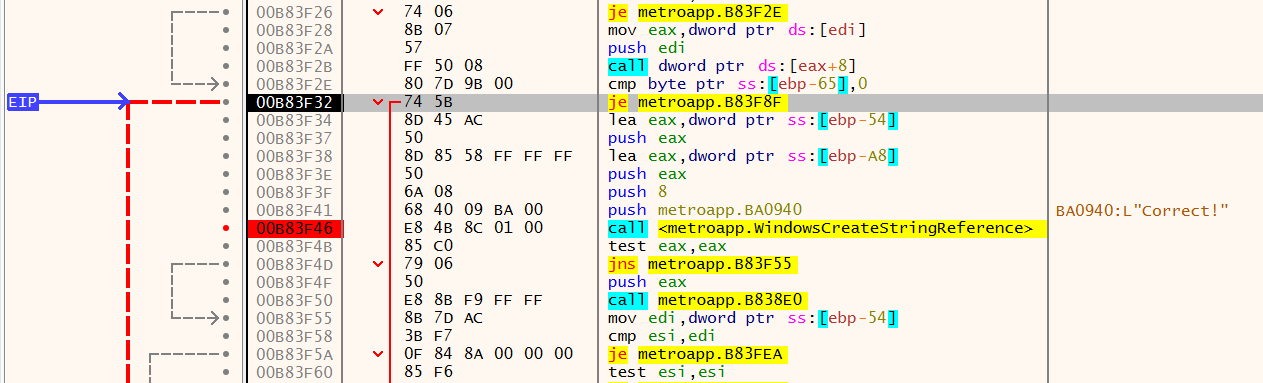 00B83F26 74 06 je metroapp.B83F2E
00B83F28 8B 07 mov eax,dword ptr ds:[edi]
00B83F2A 57 push edi
00B83F2B FF 50 08 call dword ptr ds:[eax+8]
00B83F2E 80 7D 9B 00 cmp byte ptr ss:[ebp-65],0
EIP 00B83F32 74 5B je metroapp.B83F8F
00B83F34 8D 45 AC lea eax,dword ptr ss:[ebp-54]
00B83F37 50 push eax
00B83F38 8D 85 58 FF FF FF lea eax,dword ptr ss:[ebp-A8]
00B83F3E 50 push eax
00B83F3F 6A 08 push 8
00B83F41 68 40 09 BA 00 push metroapp.BA0940 BA0940:L"Correct!"
00B83F46 E8 4B 8C 01 00 call <metroapp.WindowsCreateStringReference>
00B83F4B 85 C0 test eax,eax
00B83F4D 79 06 jns metroapp.B83F55
00B83F4F 50 push eax
00B83F50 E8 8B F9 FF FF call metroapp.B838E0
00B83F55 8B 7D AC mov edi,dword ptr ss:[ebp-54]
00B83F58 3B F7 cmp esi,edi
00B83F5A 0F 84 8A 00 00 00 je metroapp.B83FEA
00B83F60 85 F6 test esi,esi